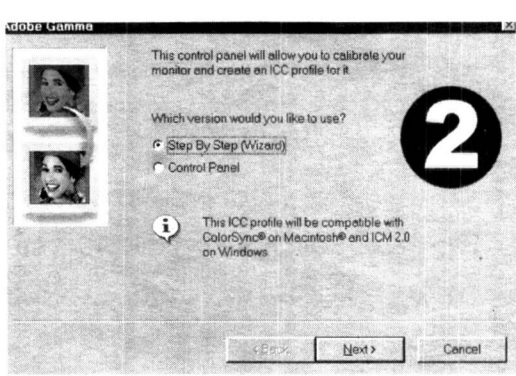 Adobe Gamma
This control panel will allow you to calibrate your
monitor and create an ICC profile for it.
Which version would you like to use?
2
Step By Step (Wizard)
Control Panel
This ICC profile will be compatible with
ColorSync® on Macintosh® and ICM 2.0
on Windows.
< Back
Next >
Cancel